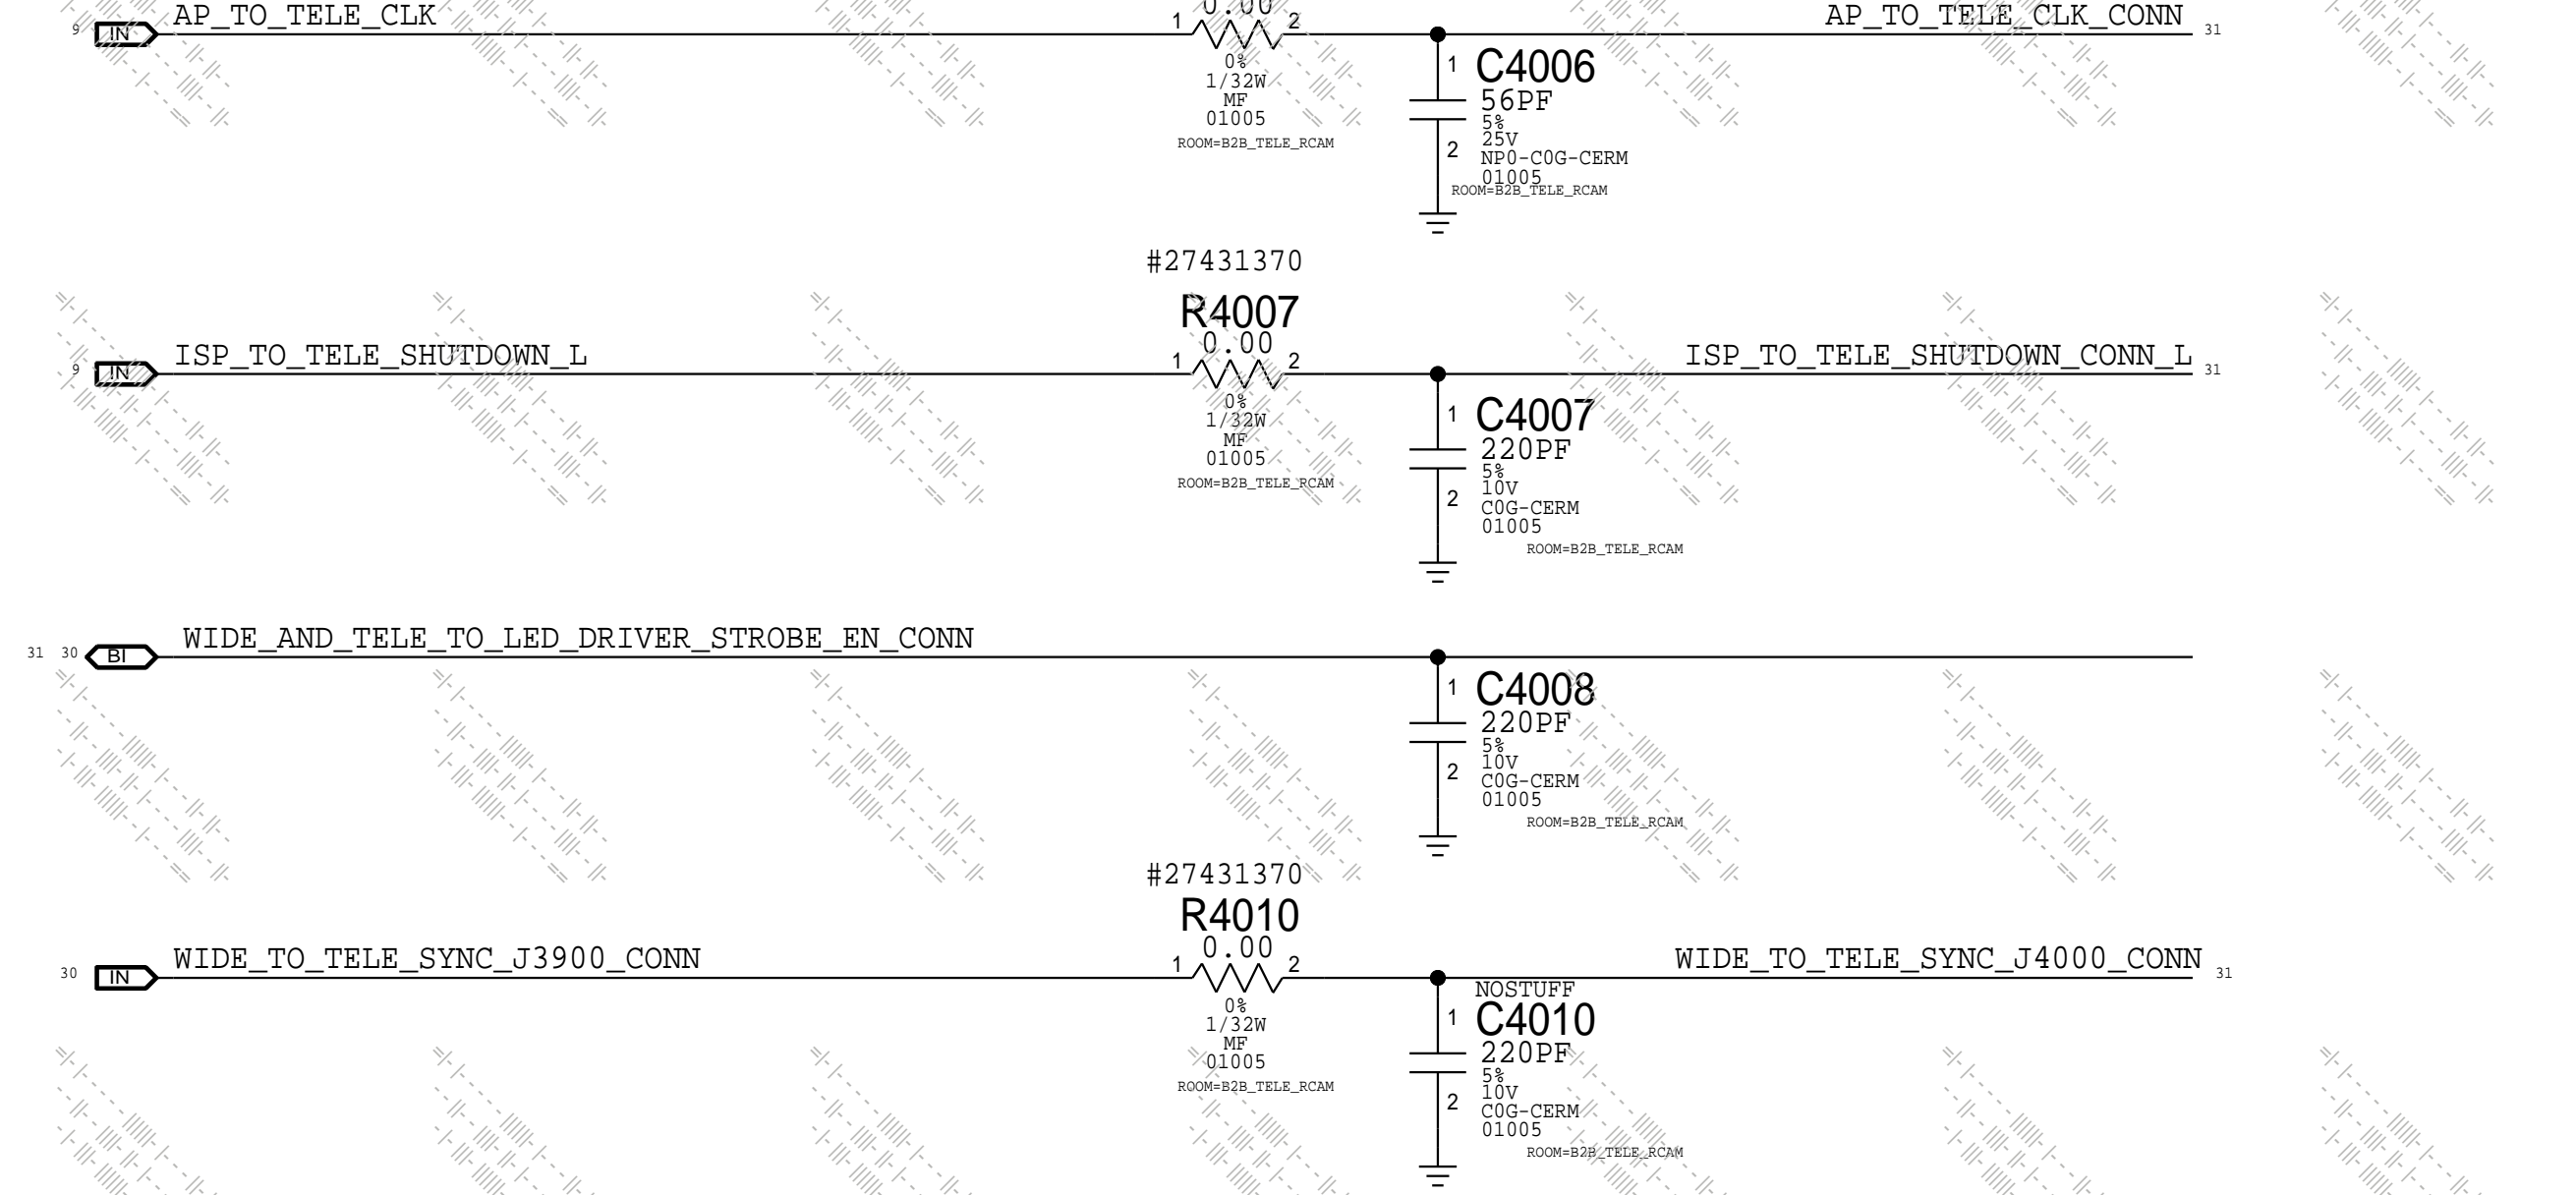 AP_TO_TELE_CLK
AP_TO_TELE_CLK_CONN
9 IN
1 0.00 2
31
0%
1/32W
MF
01005
ROOM=B2B_TELE_RCAM
1 C4006
56PF
5%
25V
2 NP0-C0G-CERM
01005
ROOM=B2B_TELE_RCAM
#27431370
R4007
0.00
ISP_TO_TELE_SHUTDOWN_L
ISP_TO_TELE_SHUTDOWN_CONN_L
9 IN
1 2
31
0%
1/32W
MF
01005
ROOM=B2B_TELE_RCAM
1 C4007
220PF
5%
10V
2 C0G-CERM
01005
ROOM=B2B_TELE_RCAM
WIDE_AND_TELE_TO_LED_DRIVER_STROBE_EN_CONN
31 30 BI
1 C4008
220PF
5%
10V
2 C0G-CERM
01005
ROOM=B2B_TELE_RCAM
#27431370
R4010
0.00
WIDE_TO_TELE_SYNC_J3900_CONN
WIDE_TO_TELE_SYNC_J4000_CONN
30 IN
1 2
31
0%
1/32W
MF
01005
ROOM=B2B_TELE_RCAM
NOSTUFF
1 C4010
220PF
5%
10V
2 C0G-CERM
01005
ROOM=B2B_TELE_RCAM